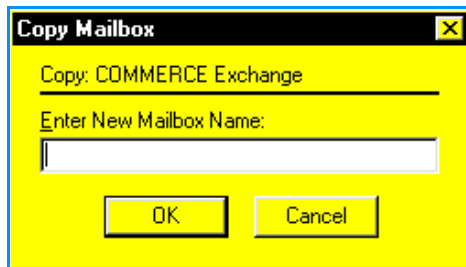 Copy Mailbox
Copy: COMMERCE Exchange
Enter New Mailbox Name:
OK Cancel